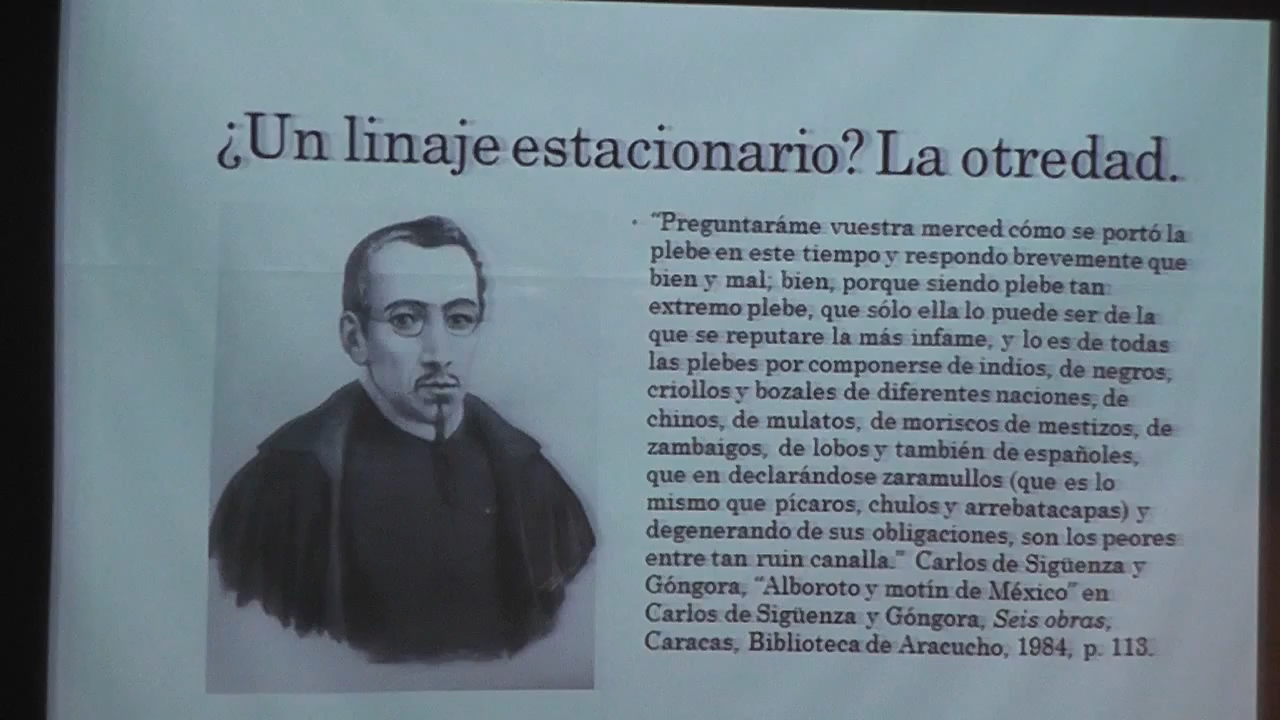 ¿Un linaje estacionario? La otredad.
“Preguntaráme vuestra merced cómo se portó la
plebe en este tiempo y respondo brevemente que
bien y mal; bien, porque siendo plebe tan
extremo plebe, que sólo ella lo puede ser de la
que se reputare la más infame, y lo es de todas
las plebes por componerse de indios, de negros,
criollos y bozales de diferentes naciones, de
chinos, de mulatos, de moriscos de mestizos, de
zambaigos, de lobos y también de españoles,
que en declarándose zaramullos (que es lo
mismo que pícaros, chulos y arrebatacapas) y
degenerando de sus obligaciones, son los peores
entre tan ruin canalla.” Carlos de Sigüenza y
Góngora, “Alboroto y motín de México” en
Carlos de Sigüenza y Góngora, Seis obras,
Caracas, Biblioteca de Aracucho, 1984, p. 113.